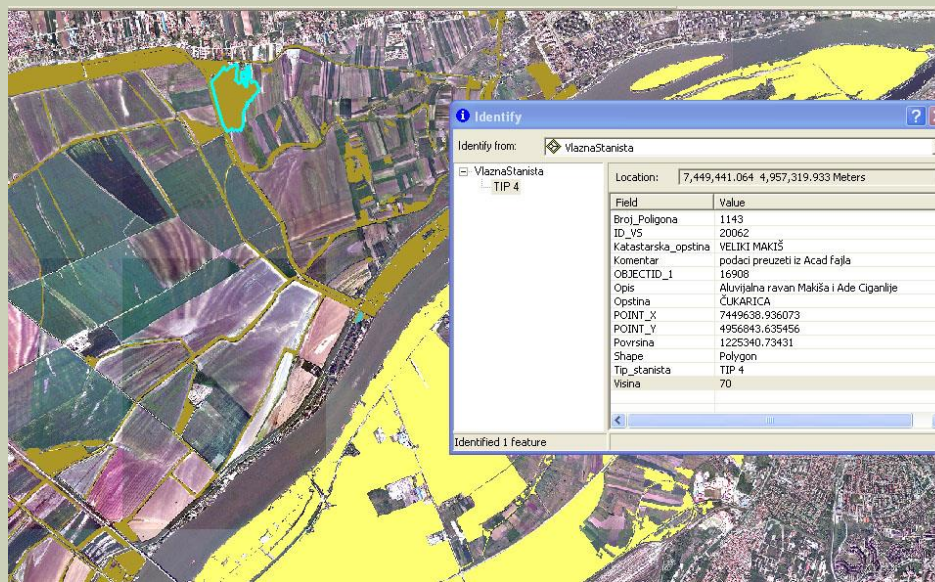 Identify
Identify from: VlaznaStanista
VlaznaStanista
TIP 4
Location: 7,449,441.064 4,957,319.933 Meters
Field Value
Broj_Poligona 1143
ID_VS 20062
Katastarska_opstina VELIKI MAKIŠ
Komentar podaci preuzeti iz Acad fajla
OBJECTID_1 16908
Opis Aluvijalna ravan Makiša i Ade Ciganlije
Opstina ČUKARICA
POINT_X 7449638.936073
POINT_Y 4956843.635456
Povrsina 1225340.73431
Shape Polygon
Tip_stanista TIP 4
Visina 70
Identified 1 feature